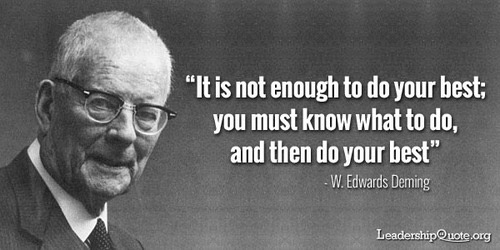 “It is not enough to do your best;
you must know what to do,
and then do your best”
- W. Edwards Deming
LeadershipQuote.org